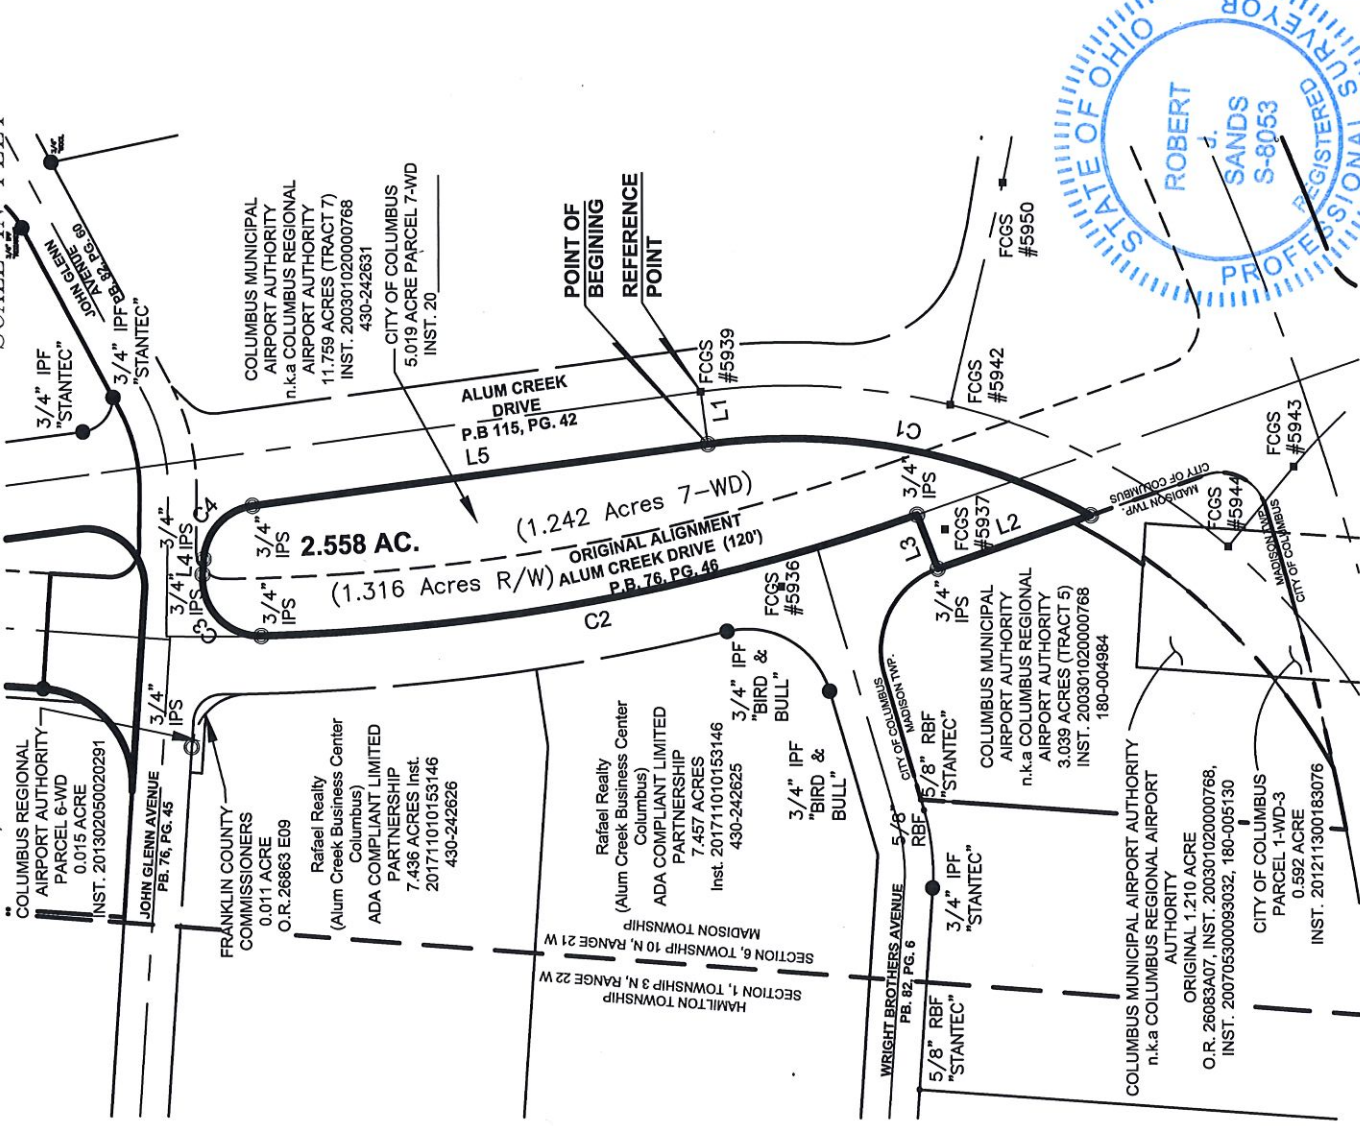 3/4" IPF
"STANTEC"
JOHN GLENN
AVENUE
PB. 82, PG. 60
3/4" IPF
"STANTEC"
COLUMBUS MUNICIPAL
AIRPORT AUTHORITY
n.k.a COLUMBUS REGIONAL
AIRPORT AUTHORITY
11.759 ACRES (TRACT 7)
INST. 200301020000768
430-242631
CITY OF COLUMBUS
5.019 ACRE PARCEL 7-WD
INST. 20
POINT OF
BEGINING
REFERENCE
POINT
ALUM CREEK
DRIVE
P.B 115, PG. 42
L5
FCGS
#5939
L1
C1
FCGS
#5942
FCGS
#5950
STATE OF OHIO
ROBERT
J.
SANDS
S-8053
REGISTERED
PROFESSIONAL SURVEYOR
3/4"
IPS
L4
C4
3/4"
IPS
C3
3/4"
IPS
3/4"
IPS
2.558 AC.
(1.242 Acres 7-WD)
ORIGINAL ALIGNMENT
ALUM CREEK DRIVE (120')
P.B. 76, PG. 46
(1.316 Acres R/W)
C2
3/4"
IPS
L3
FCGS
#5937
L2
FCGS
#5936
3/4"
IPS
MADISON TWP.
CITY OF COLUMBUS
FCGS
#5944
FCGS
#5943
MADISON TWP.
CITY OF COLUMBUS
COLUMBUS REGIONAL
AIRPORT AUTHORITY
PARCEL 6-WD
0.015 ACRE
INST. 201302050020291
JOHN GLENN AVENUE
PB. 76, PG. 45
3/4"
IPS
FRANKLIN COUNTY
COMMISSIONERS
0.011 ACRE
O.R. 26863 E09
Rafael Realty
(Alum Creek Business Center
Columbus)
ADA COMPLIANT LIMITED
PARTNERSHIP
7.436 ACRES Inst.
201711010153146
430-242626
Rafael Realty
(Alum Creek Business Center
Columbus)
ADA COMPLIANT LIMITED
PARTNERSHIP
7.457 ACRES
Inst. 201711010153146
430-242625
3/4" IPF
"BIRD &
BULL"
3/4" IPF
"BIRD &
BULL"
CITY OF COLUMBUS
MADISON TWP.
COLUMBUS MUNICIPAL
AIRPORT AUTHORITY
n.k.a COLUMBUS REGIONAL
AIRPORT AUTHORITY
3.039 ACRES (TRACT 5)
INST. 200301020000768
180-004984
5/8" RBF
"STANTEC"
5/8"
RBF
3/4" IPF
"STANTEC"
MADISON TOWNSHIP
SECTION 6, TOWNSHIP 10 N, RANGE 21 W
SECTION 1, TOWNSHIP 3 N, RANGE 22 W
HAMILTON TOWNSHIP
WRIGHT BROTHERS AVENUE
PB. 82, PG. 6
5/8" RBF
"STANTEC"
COLUMBUS MUNICIPAL AIRPORT AUTHORITY
n.k.a COLUMBUS REGIONAL AIRPORT
AUTHORITY
ORIGINAL 1.210 ACRE
O.R. 26083A07, INST. 200301020000768,
INST. 200705300093032, 180-005130
CITY OF COLUMBUS
PARCEL 1-WD-3
0.592 ACRE
INST. 201211300183076